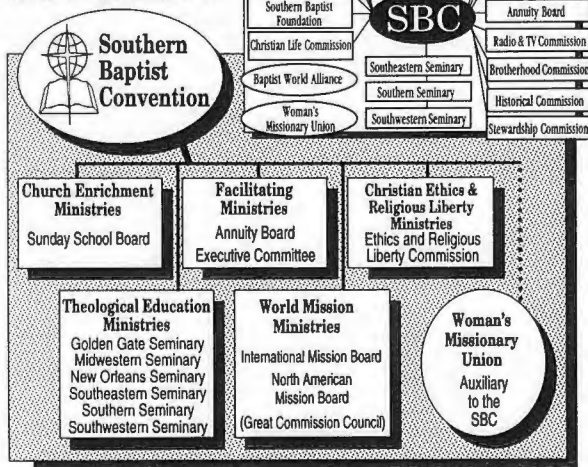 Southern Baptist
Foundation
Christian Life Commission
Baptist World Alliance
Woman's
Missionary Union
SBC
Southeastern Seminary
Southern Seminary
Southwestern Seminary
Annuity Board
Radio & TV Commission
Brotherhood Commission
Historical Commission
Stewardship Commission
Southern
Baptist
Convention
Church Enrichment
Ministries
Sunday School Board
Facilitating
Ministries
Annuity Board
Executive Committee
Christian Ethics &
Religious Liberty
Ministries
Ethics and Religious
Liberty Commission
Theological Education
Ministries
Golden Gate Seminary
Midwestern Seminary
New Orleans Seminary
Southeastern Seminary
Southern Seminary
Southwestern Seminary
World Mission
Ministries
International Mission Board
North American
Mission Board
(Great Commission Council)
Woman's
Missionary
Union
Auxiliary
to the
SBC